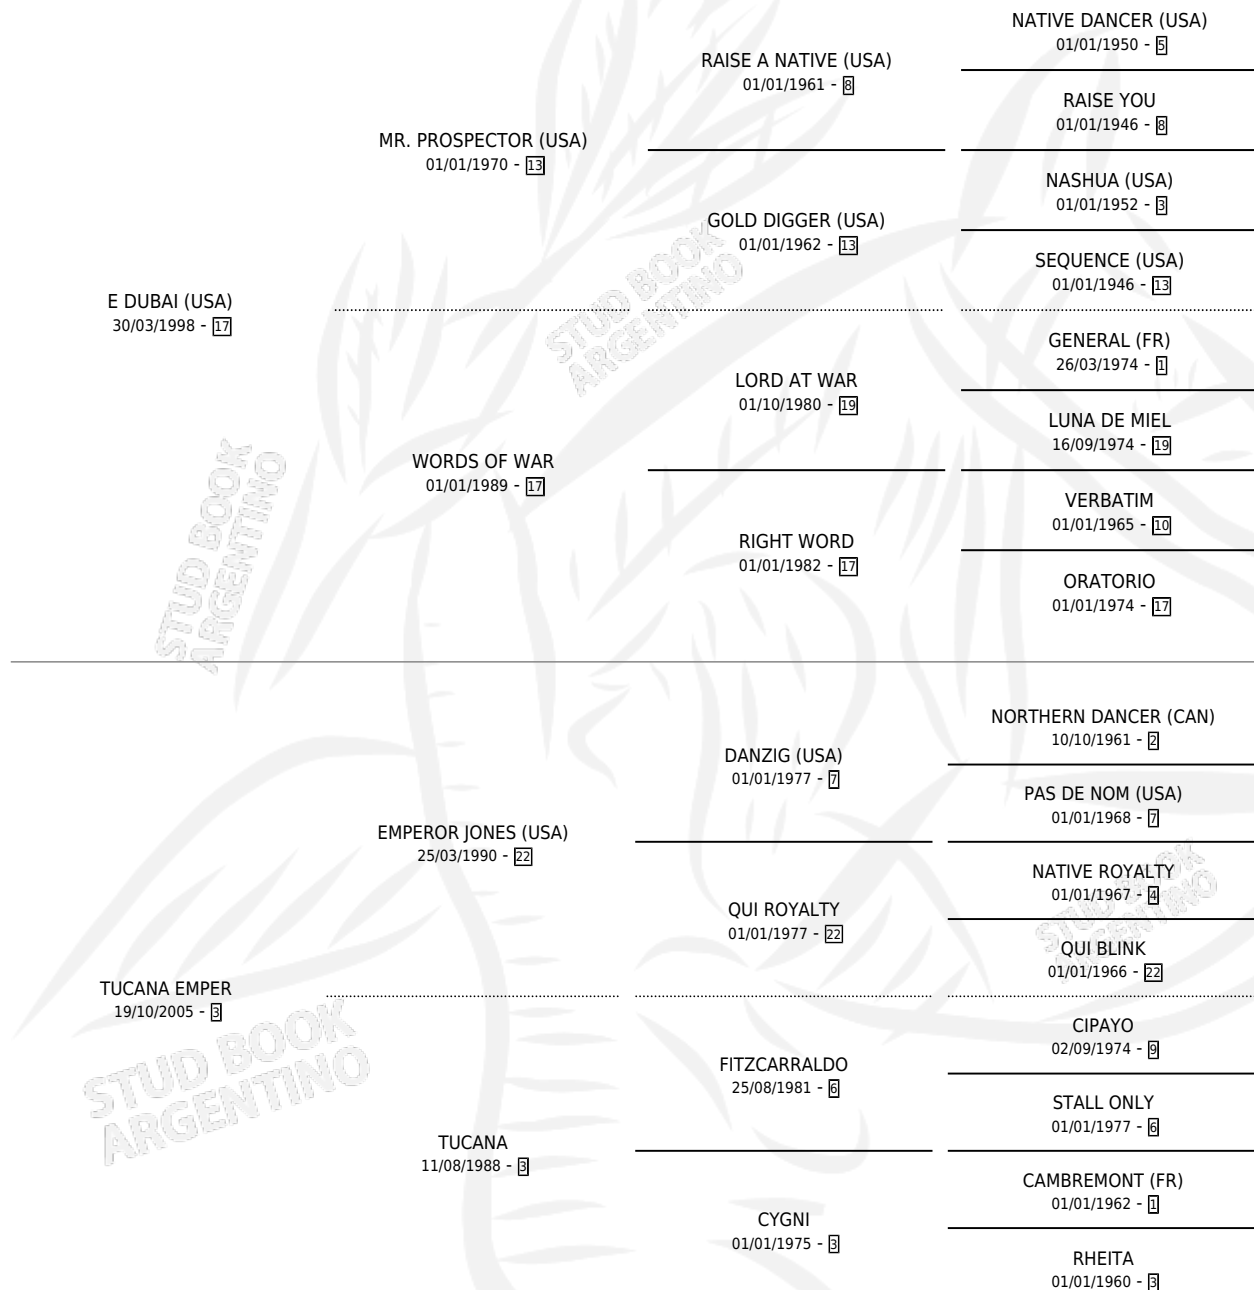 NATIVE DANCER (USA)
01/01/1950 - 5
RAISE A NATIVE (USA)
01/01/1961 - 8
RAISE YOU
01/01/1946 - 8
MR. PROSPECTOR (USA)
01/01/1970 - 13
NASHUA (USA)
01/01/1952 - 3
GOLD DIGGER (USA)
01/01/1962 - 13
SEQUENCE (USA)
01/01/1946 - 13
E DUBAI (USA)
30/03/1998 - 17
GENERAL (FR)
26/03/1974 - 1
LORD AT WAR
01/10/1980 - 19
LUNA DE MIEL
16/09/1974 - 19
WORDS OF WAR
01/01/1989 - 17
VERBATIM
01/01/1965 - 10
RIGHT WORD
01/01/1982 - 17
ORATORIO
01/01/1974 - 17
NORTHERN DANCER (CAN)
10/10/1961 - 2
DANZIG (USA)
01/01/1977 - 7
PAS DE NOM (USA)
01/01/1968 - 7
EMPEROR JONES (USA)
25/03/1990 - 22
NATIVE ROYALTY
01/01/1967 - 4
QUI ROYALTY
01/01/1977 - 22
QUI BLINK
01/01/1966 - 22
TUCANA EMPER
19/10/2005 - 3
CIPAYO
02/09/1974 - 9
FITZCARRALDO
25/08/1981 - 6
STALL ONLY
01/01/1977 - 6
TUCANA
11/08/1988 - 3
CAMBREMONT (FR)
01/01/1962 - 1
CYGNI
01/01/1975 - 3
RHEITA
01/01/1960 - 3
STUD BOOK
ARGENTINO
STUD BOOK
ARGENTINO
STUD BOOK
ARGENTINO
STUD BOOK
ARGENTINO